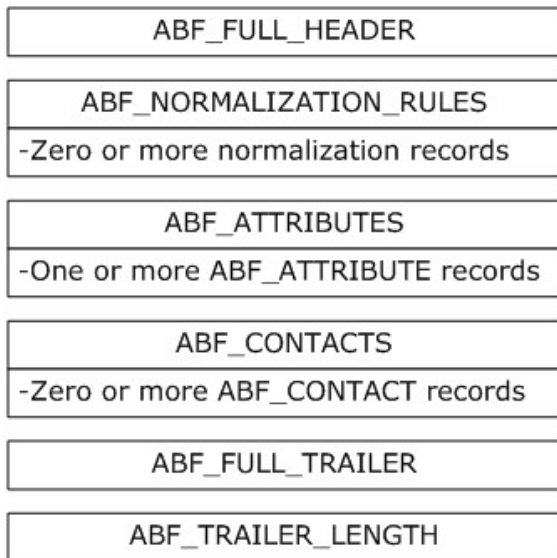 ABF_FULL_HEADER
ABF_NORMALIZATION_RULES
-Zero or more normalization records
ABF_ATTRIBUTES
-One or more ABF_ATTRIBUTE records
ABF_CONTACTS
-Zero or more ABF_CONTACT records
ABF_FULL_TRAILER
ABF_TRAILER_LENGTH